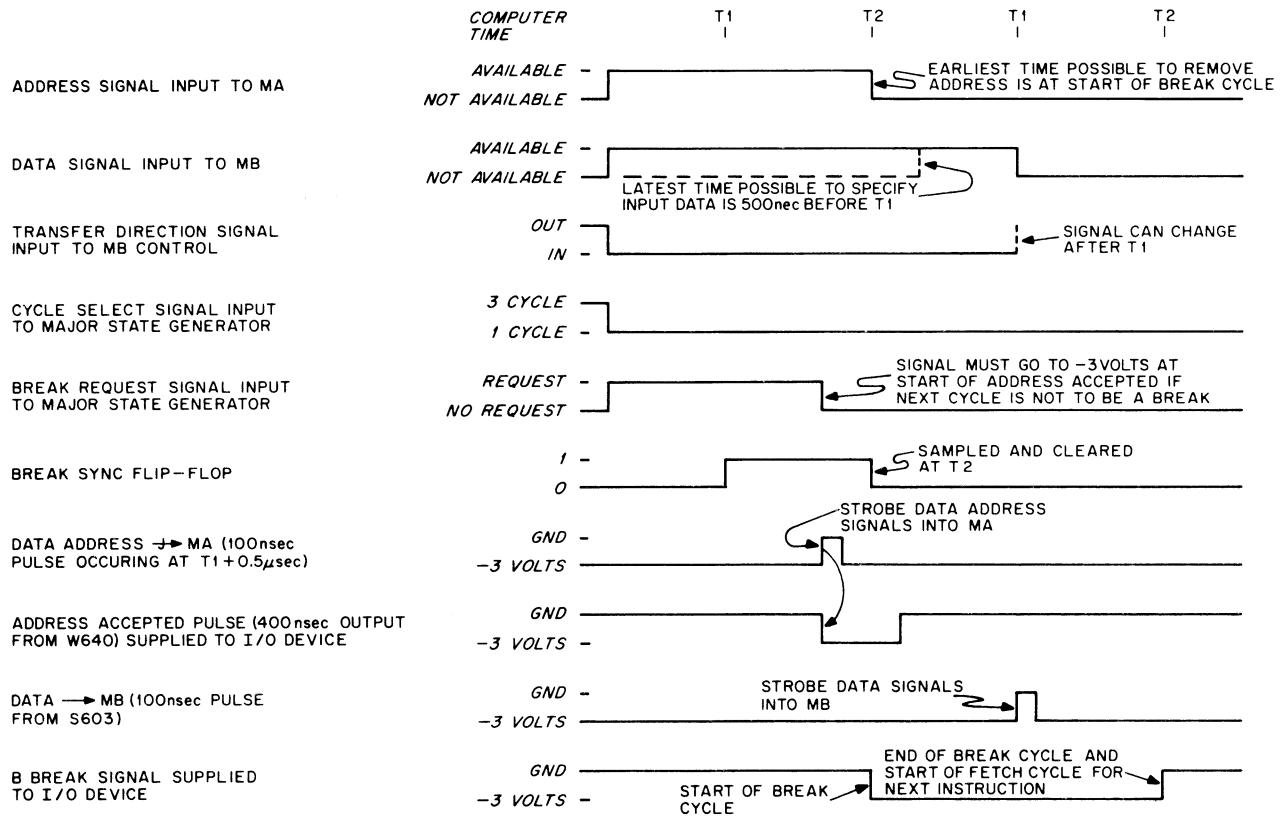 COMPUTER
TIME
T1
T2
T1
T2
ADDRESS SIGNAL INPUT TO MA
AVAILABLE
NOT AVAILABLE
EARLIEST TIME POSSIBLE TO REMOVE
ADDRESS IS AT START OF BREAK CYCLE
DATA SIGNAL INPUT TO MB
AVAILABLE
NOT AVAILABLE
LATEST TIME POSSIBLE TO SPECIFY
INPUT DATA IS 500nec BEFORE T1
TRANSFER DIRECTION SIGNAL
INPUT TO MB CONTROL
OUT
IN
SIGNAL CAN CHANGE
AFTER T1
CYCLE SELECT SIGNAL INPUT
TO MAJOR STATE GENERATOR
3 CYCLE
1 CYCLE
BREAK REQUEST SIGNAL INPUT
TO MAJOR STATE GENERATOR
REQUEST
NO REQUEST
SIGNAL MUST GO TO -3 VOLTS AT
START OF ADDRESS ACCEPTED IF
NEXT CYCLE IS NOT TO BE A BREAK
BREAK SYNC FLIP-FLOP
1
0
SAMPLED AND CLEARED
AT T2
DATA ADDRESS J→ MA (100nsec
PULSE OCCURING AT T1+0.5μsec)
GND
-3 VOLTS
STROBE DATA ADDRESS
SIGNALS INTO MA
ADDRESS ACCEPTED PULSE (400nsec OUTPUT
FROM W640) SUPPLIED TO I/O DEVICE
GND
-3 VOLTS
DATA → MB (100nsec PULSE
FROM S603)
GND
-3 VOLTS
STROBE DATA SIGNALS
INTO MB
B BREAK SIGNAL SUPPLIED
TO I/O DEVICE
GND
-3 VOLTS
START OF BREAK
CYCLE
END OF BREAK CYCLE AND
START OF FETCH CYCLE FOR
NEXT INSTRUCTION